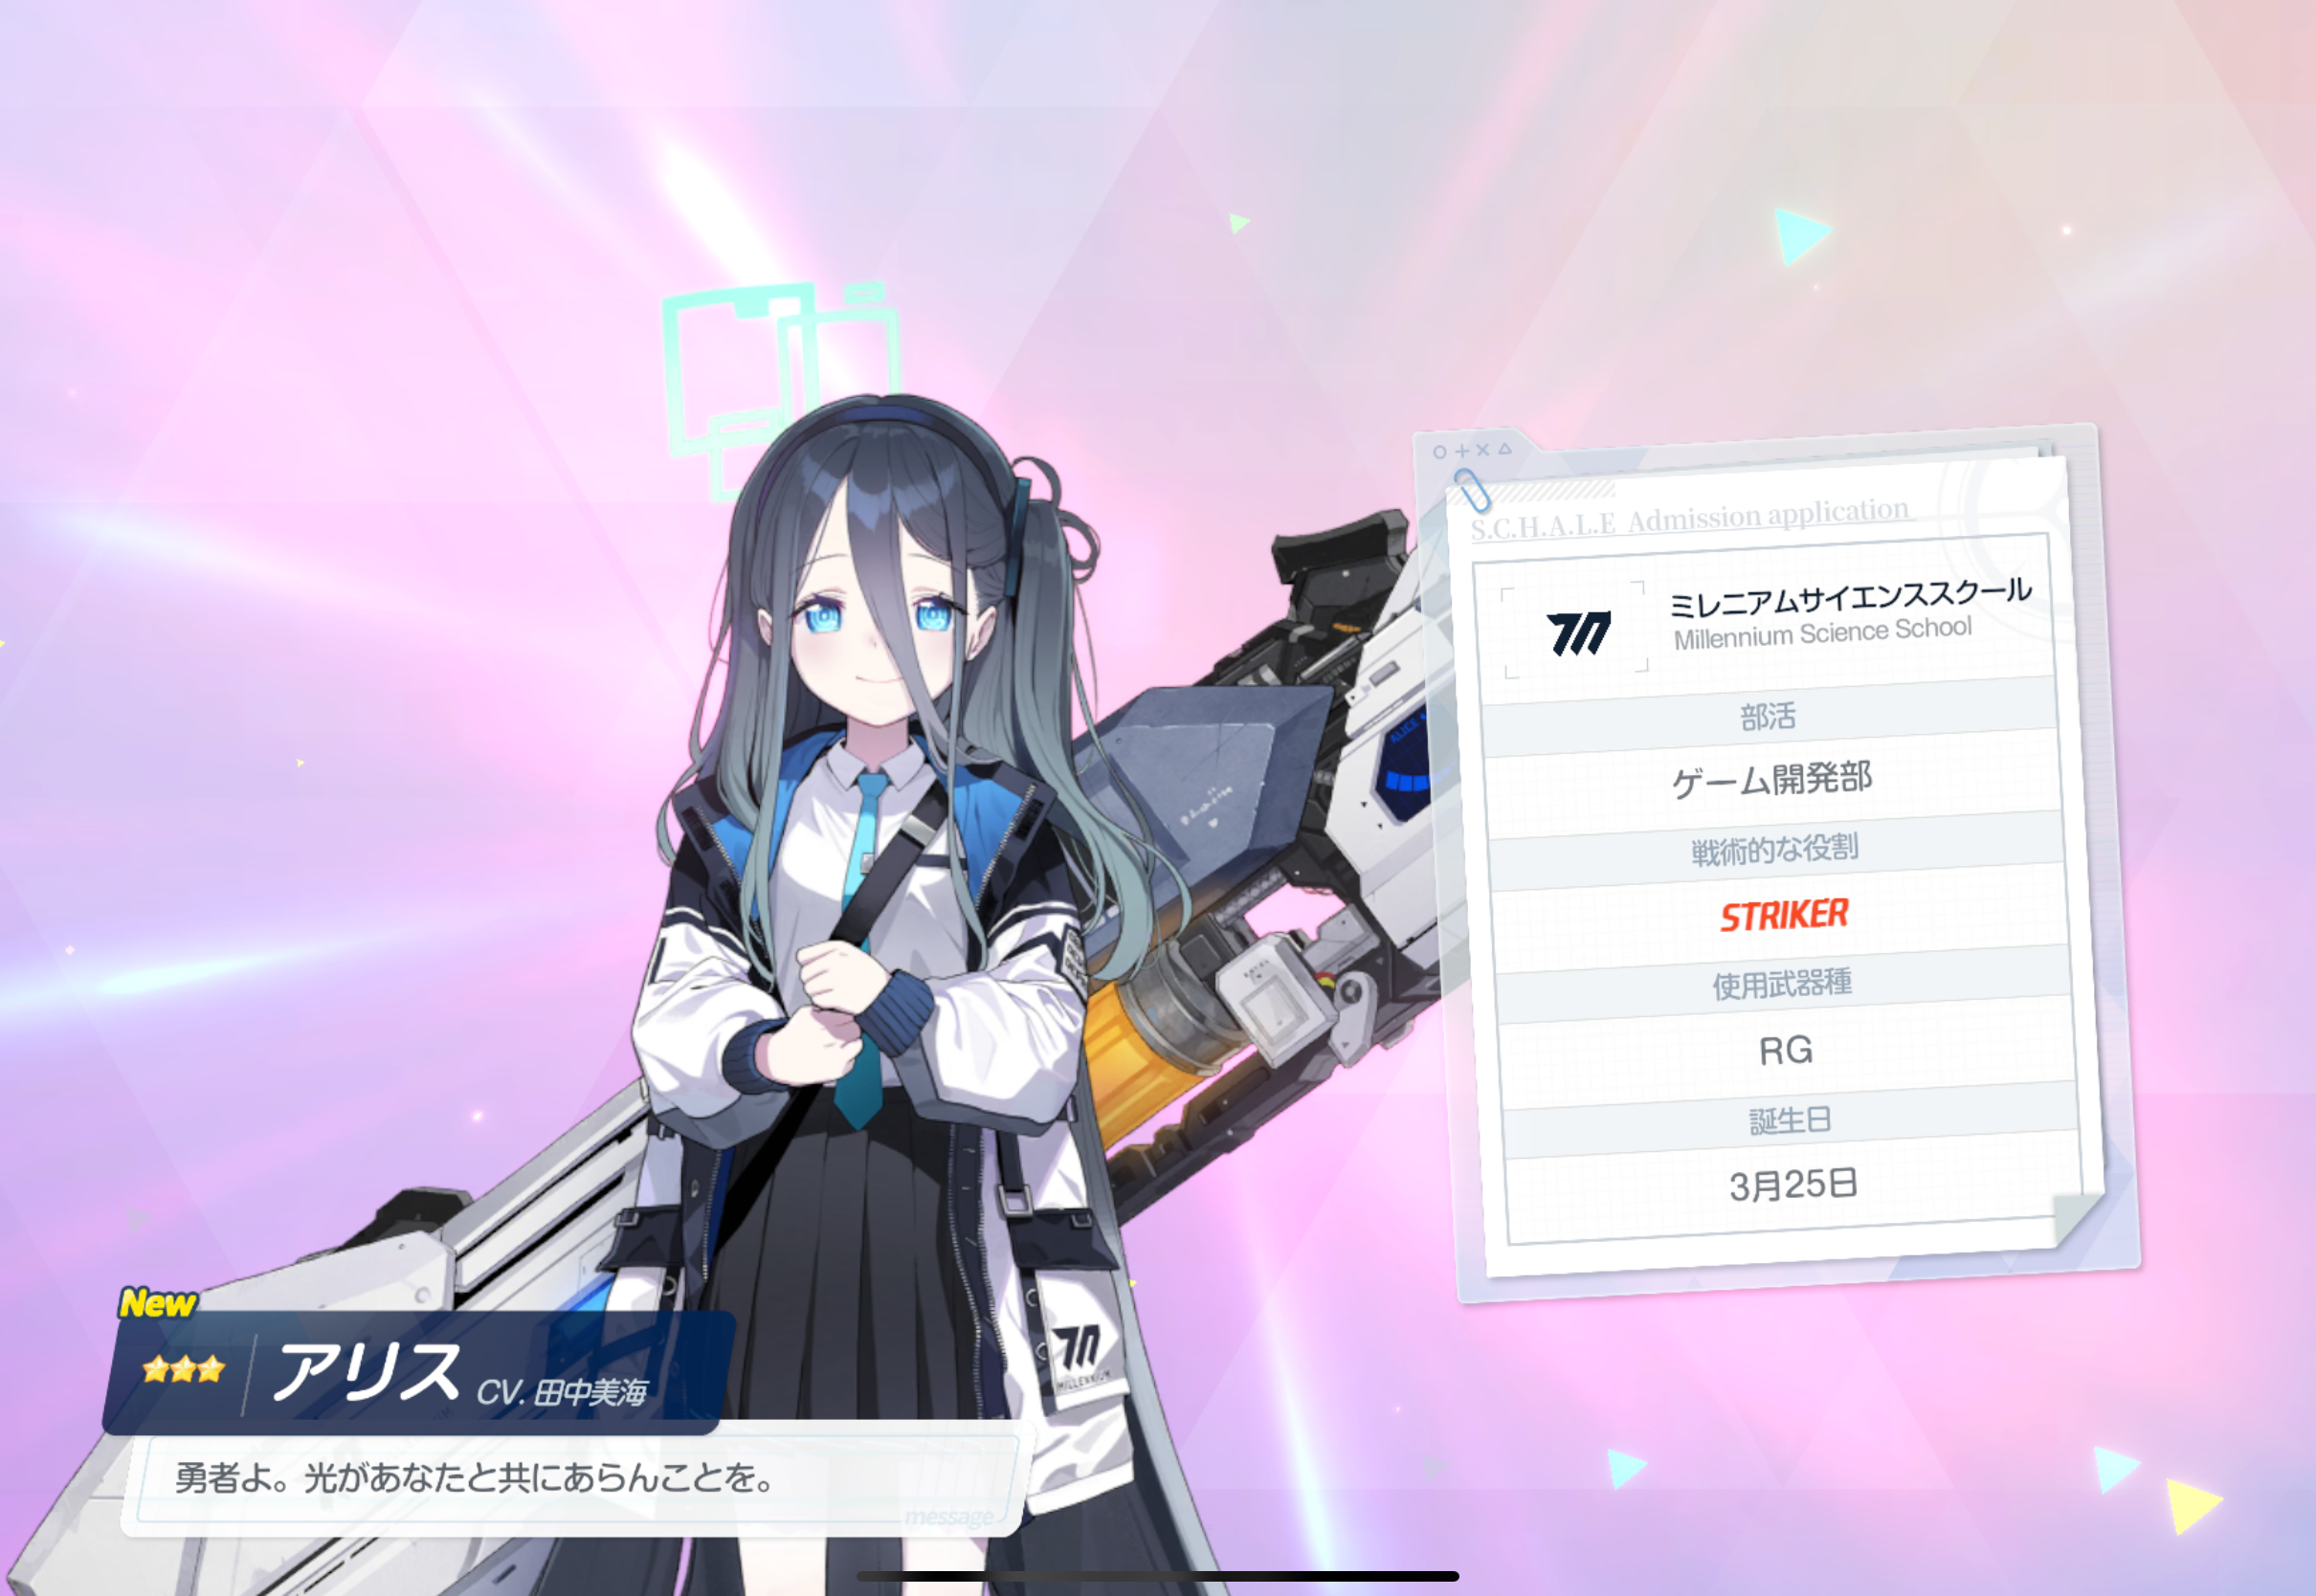 S.C.H.A.L.E Admission application
ミレニアムサイエンススクール
Millennium Science School
部活
ゲーム開発部
戦術的な役割
STRIKER
使用武器種
RG
誕生日
3月25日
New
アリス CV. 田中美海
勇者よ。光があなたと共にあらんことを。
message
MILLENNIUM